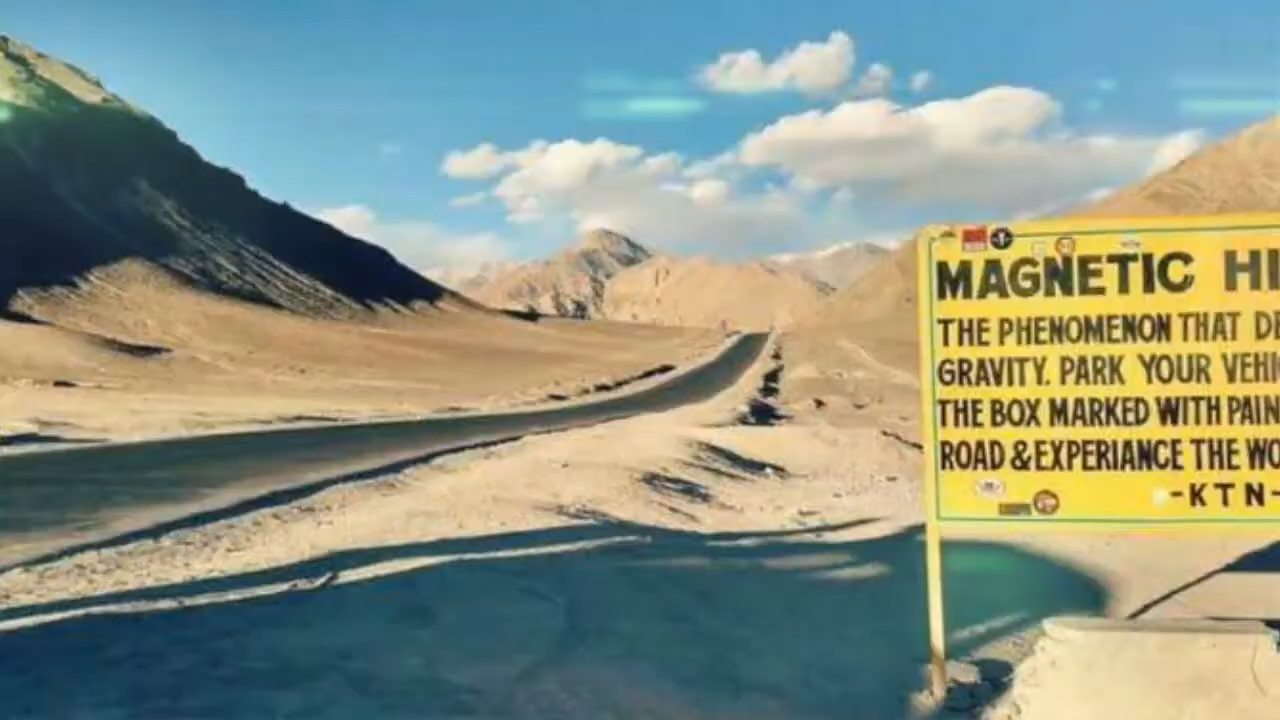 MAGNETIC HI
THE PHENOMENON THAT DE
GRAVITY. PARK YOUR VEHI
THE BOX MARKED WITH PAIN
ROAD & EXPERIANCE THE WO
-KTN-